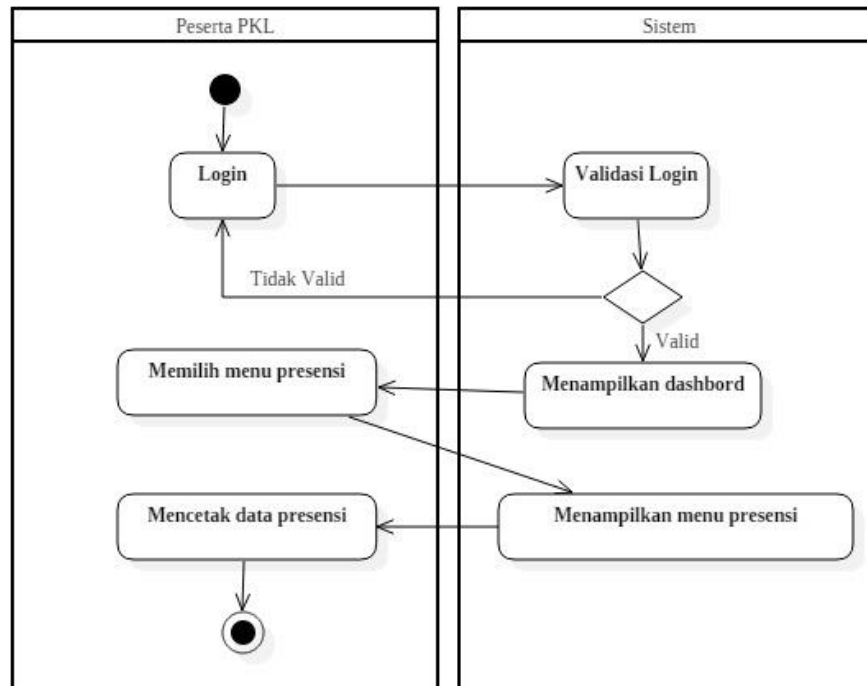 Peserta PKL
Sistem
Login
Validasi Login
Tidak Valid
Valid
Memilih menu presensi
Menampilkan dashbord
Mencetak data presensi
Menampilkan menu presensi